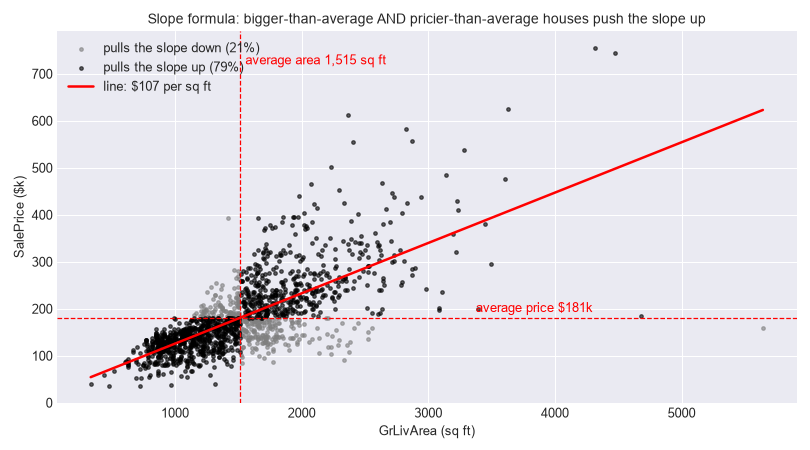 Slope formula: bigger-than-average AND pricier-than-average houses push the slope up
pulls the slope down (21%)
pulls the slope up (79%)
line: $107 per sq ft
average area 1,515 sq ft
average price $181k
SalePrice ($k)
700
600
500
400
300
200
100
0
1000
2000
3000
4000
5000
GrLivArea (sq ft)